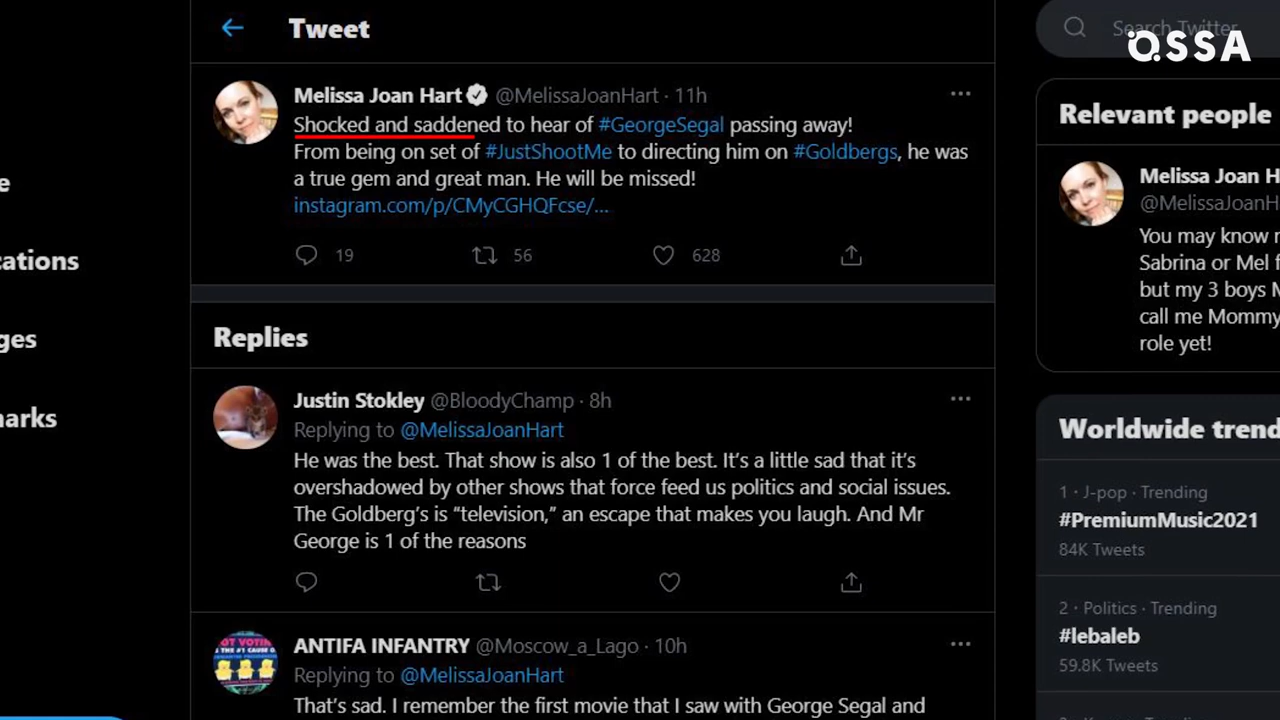 Tweet
Search Twitter
OSSA
Melissa Joan Hart @MelissaJoanHart · 11h
Shocked and saddened to hear of #GeorgeSegal passing away!
From being on set of #JustShootMe to directing him on #Goldbergs, he was
a true gem and great man. He will be missed!
instagram.com/p/CMyCGHQFcse/...
19 56 628
Replies
Justin Stokley @BloodyChamp · 8h
Replying to @MelissaJoanHart
He was the best. That show is also 1 of the best. It's a little sad that it's
overshadowed by other shows that force feed us politics and social issues.
The Goldberg's is “television,” an escape that makes you laugh. And Mr
George is 1 of the reasons
ANTIFA INFANTRY @Moscow_a_Lago · 10h
Replying to @MelissaJoanHart
That's sad. I remember the first movie that I saw with George Segal and
e
cations
ges
narks
Relevant people
Melissa Joan H
@MelissaJoanH
You may know
Sabrina or Mel f
but my 3 boys M
call me Mommy
role yet!
Worldwide trend
1 · J-pop · Trending
#PremiumMusic2021
84K Tweets
2 · Politics · Trending
#lebaleb
59.8K Tweets